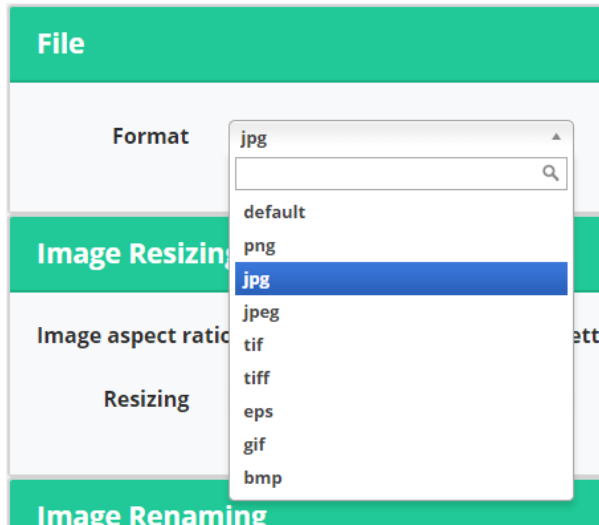 File
Format
jpg
default
png
jpg
jpeg
tif
tiff
eps
gif
bmp
Image Resizing
Image aspect ratio
Resizing
Image Renaming